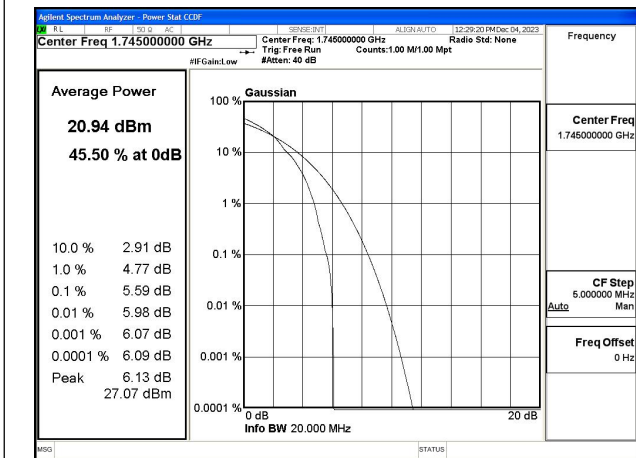 Agilent Spectrum Analyzer - Power Stat CCDF
LXI RL RF 50 Ω AC SENSE:INT ALIGN AUTO 12:29:20 PM Dec 04, 2023
Center Freq 1.745000000 GHz
Center Freq: 1.745000000 GHz Radio Std: None
Trig: Free Run Counts:1.00 M/1.00 Mpt
#IFGain:Low #Atten: 40 dB
Frequency
Average Power
20.94 dBm
45.50 % at 0dB
10.0 % 2.91 dB
1.0 % 4.77 dB
0.1 % 5.59 dB
0.01 % 5.98 dB
0.001 % 6.07 dB
0.0001 % 6.09 dB
Peak 6.13 dB
27.07 dBm
100 % Gaussian
10 %
1 %
0.1 %
0.01 %
0.001 %
0.0001 %
0 dB 20 dB
Info BW 20.000 MHz
Center Freq
1.745000000 GHz
CF Step
5.000000 MHz
Auto Man
Freq Offset
0 Hz
MSG STATUS